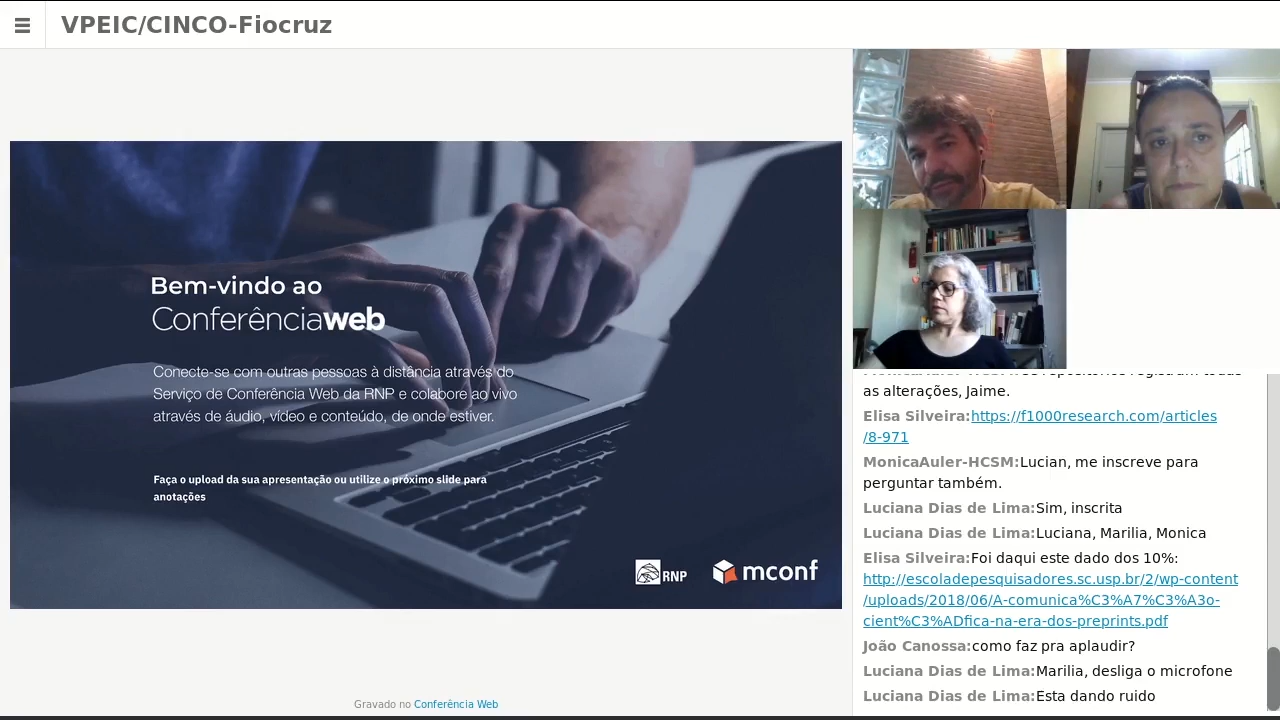 VPEIC/CINCO-Fiocruz
Bem-vindo ao
Conferênciaweb
Conecte-se com outras pessoas à distância através do
Serviço de Conferência Web da RNP e colabore ao vivo
através de áudio, vídeo e conteúdo, de onde estiver.
Faça o upload da sua apresentação ou utilize o próximo slide para
anotações
RNP
mconf
Gravado no Conferência Web
as alterações, Jaime.
Elisa Silveira:https://f1000research.com/articles
/8-971
MonicaAuler-HCSM:Lucian, me inscreve para
perguntar também.
Luciana Dias de Lima:Sim, inscrita
Luciana Dias de Lima:Luciana, Marilia, Monica
Elisa Silveira:Foi daqui este dado dos 10%:
http://escoladepesquisadores.sc.usp.br/2/wp-content
/uploads/2018/06/A-comunica%C3%A7%C3%A3o-
cient%C3%ADfica-na-era-dos-preprints.pdf
João Canossa:como faz pra aplaudir?
Luciana Dias de Lima:Marilia, desliga o microfone
Luciana Dias de Lima:Esta dando ruido